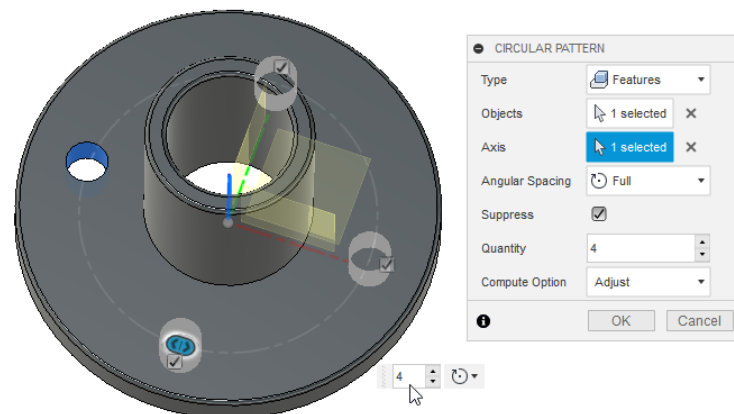 CIRCULAR PATTERN
Type Features
Objects 1 selected
Axis 1 selected
Angular Spacing Full
Suppress
Quantity 4
Compute Option Adjust
OK Cancel
4